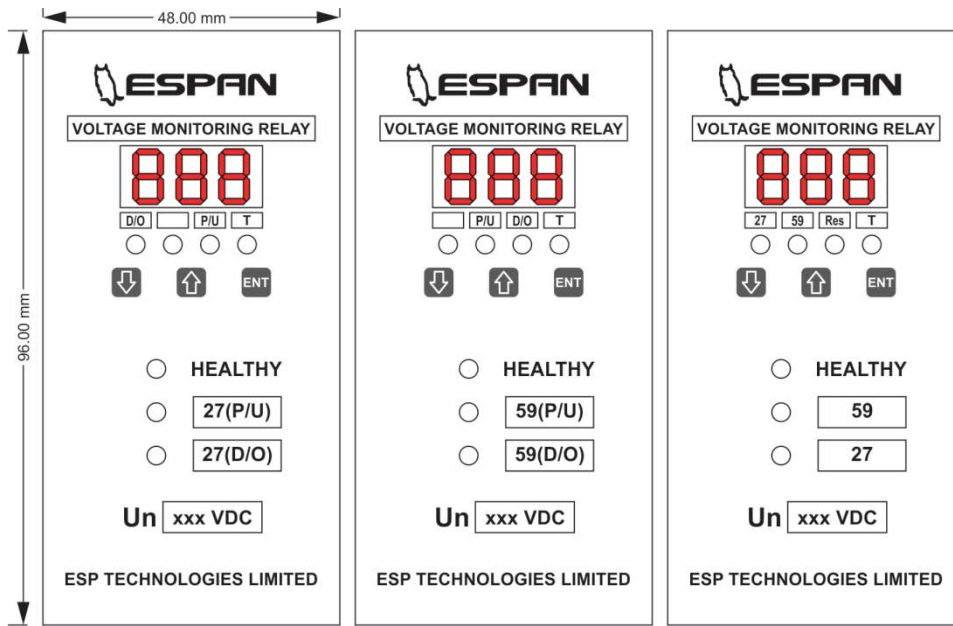 48.00 mm
96.00 mm
ESPAN
VOLTAGE MONITORING RELAY
888
D/O P/U T
ENT
HEALTHY
27(P/U)
27(D/O)
Un xxx VDC
ESP TECHNOLOGIES LIMITED
ESPAN
VOLTAGE MONITORING RELAY
888
P/U D/O T
ENT
HEALTHY
59(P/U)
59(D/O)
Un xxx VDC
ESP TECHNOLOGIES LIMITED
ESPAN
VOLTAGE MONITORING RELAY
888
27 59 Res T
ENT
HEALTHY
59
27
Un xxx VDC
ESP TECHNOLOGIES LIMITED